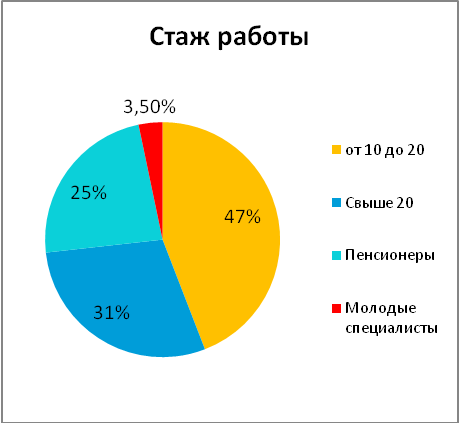 Стаж работы
3,50%
47%
25%
31%
от 10 до 20
Свыше 20
Пенсионеры
Молодые
специалисты